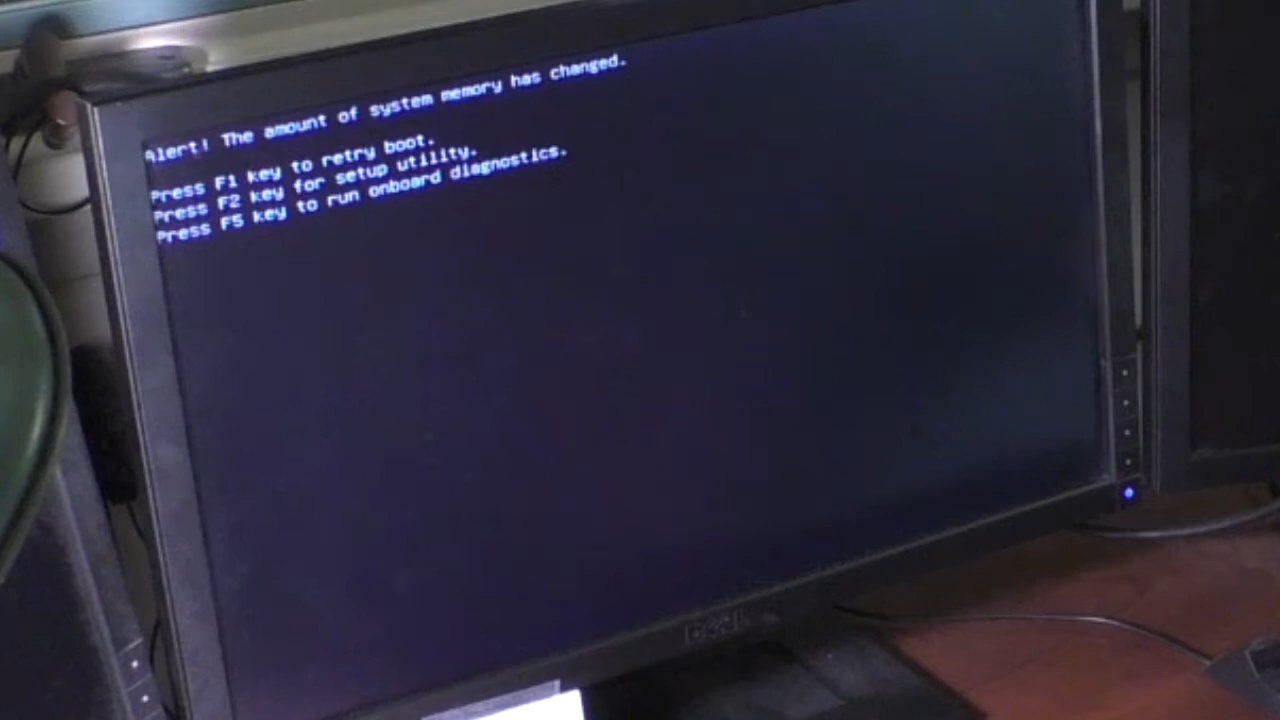 Alert! The amount of system memory has changed.
Press F1 key to retry boot.
Press F2 key for setup utility.
Press F5 key to run onboard diagnostics.
DELL